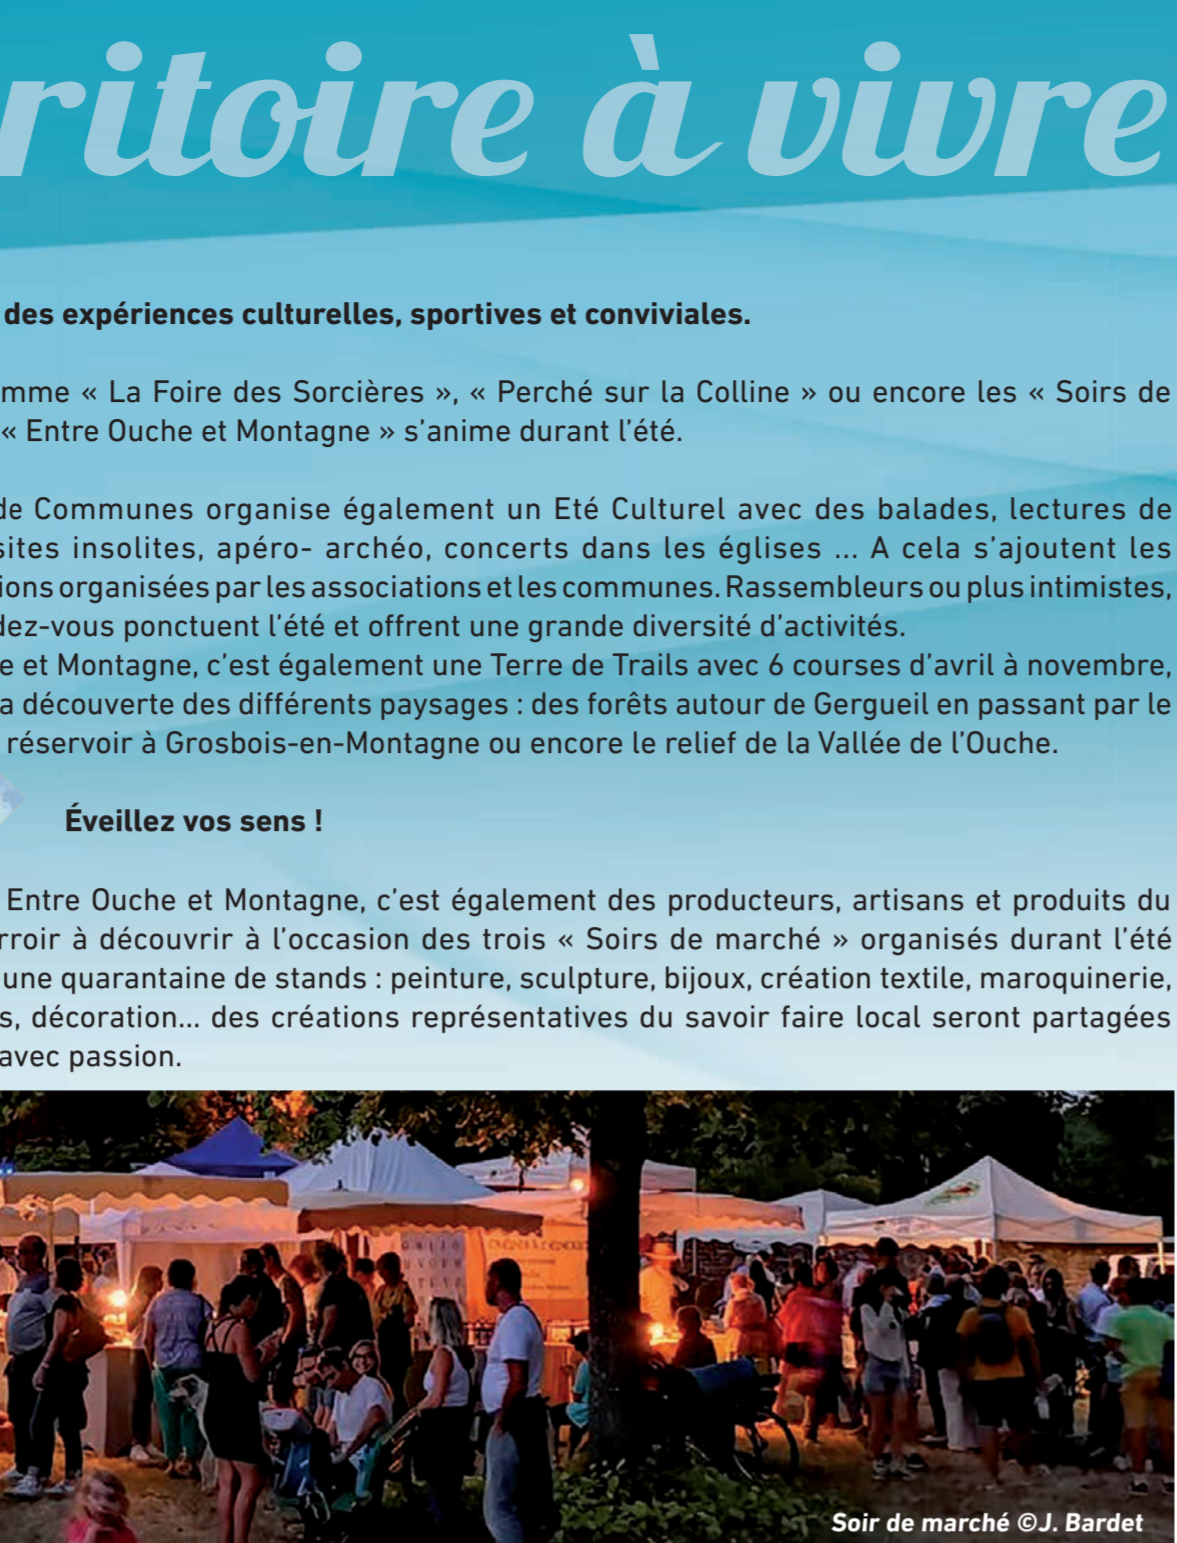 ritoire à vivre
des expériences culturelles, sportives et conviviales.
mme « La Foire des Sorcières », « Perché sur la Colline » ou encore les « Soirs de
« Entre Ouche et Montagne » s'anime durant l'été.
de Communes organise également un Eté Culturel avec des balades, lectures de
sites insolites, apéro- archéo, concerts dans les églises ... A cela s'ajoutent les
ions organisées par les associations et les communes. Rassembleurs ou plus intimistes,
dez-vous ponctuent l'été et offrent une grande diversité d'activités.
e et Montagne, c'est également une Terre de Trails avec 6 courses d'avril à novembre,
a découverte des différents paysages : des forêts autour de Gergueil en passant par le
réservoir à Grosbois-en-Montagne ou encore le relief de la Vallée de l'Ouche.
Éveillez vos sens !
Entre Ouche et Montagne, c'est également des producteurs, artisans et produits du
rroir à découvrir à l'occasion des trois « Soirs de marché » organisés durant l'été
une quarantaine de stands : peinture, sculpture, bijoux, création textile, maroquinerie,
s, décoration... des créations représentatives du savoir faire local seront partagées
avec passion.
Soir de marché ©J. Bardet